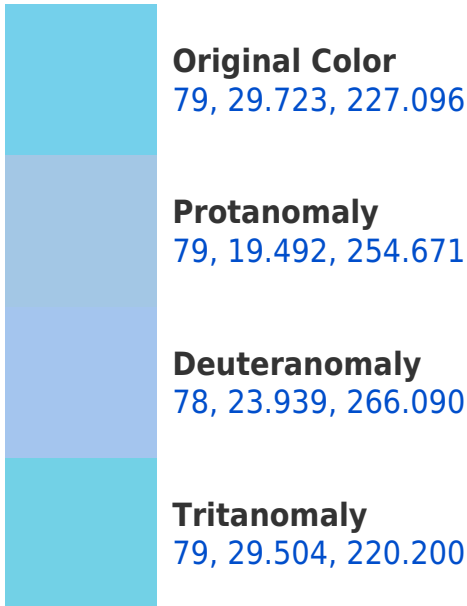 Original Color
79, 29.723, 227.096
Protanomaly
79, 19.492, 254.671
Deuteranomaly
78, 23.939, 266.090
Tritanomaly
79, 29.504, 220.200